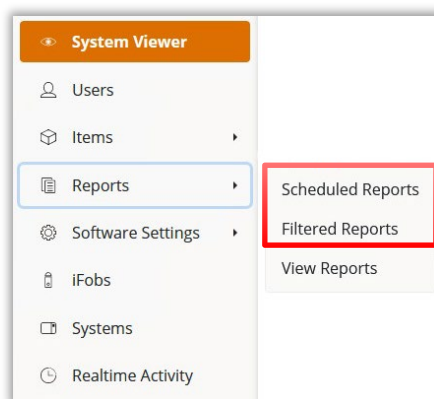 System Viewer
Users
Items
Reports
Scheduled Reports
Filtered Reports
Software Settings
View Reports
iFobs
Systems
Realtime Activity